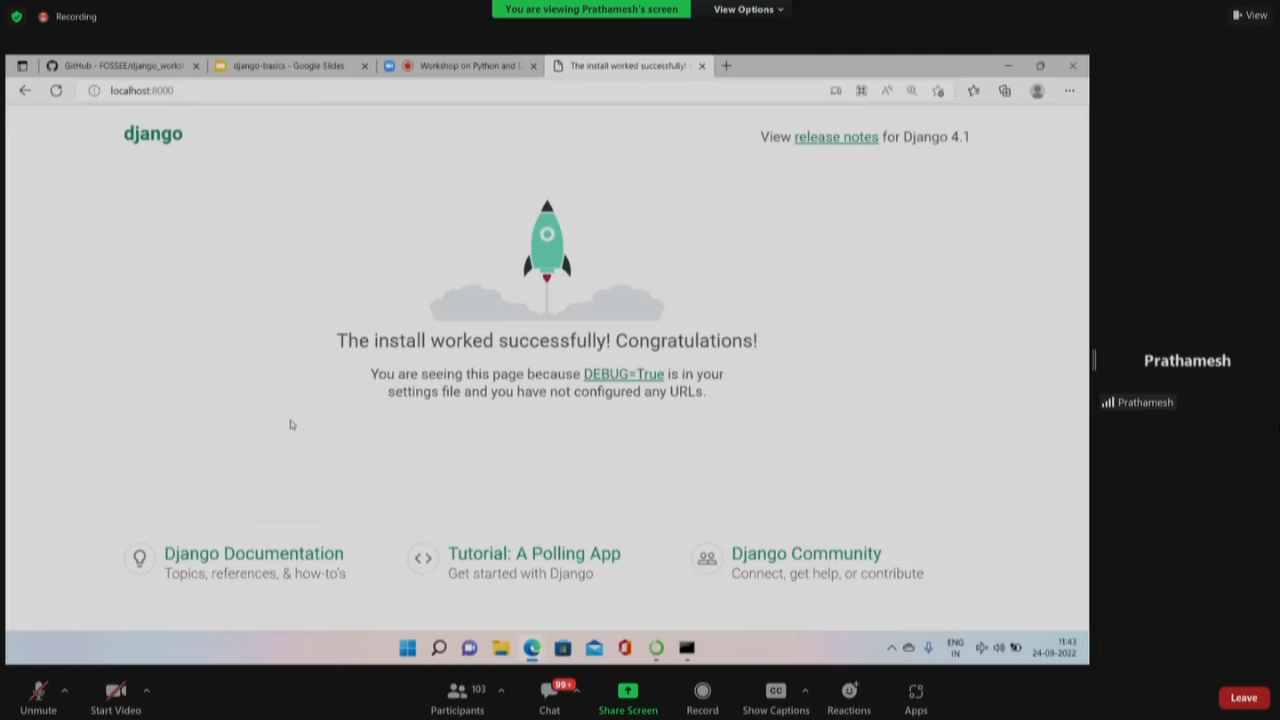 Recording
You are viewing Prathamesh's screen
View Options
View
GitHub - FOSSEE/django_works
django-basics - Google Slides
Workshop on Python and D
The install worked successfully!
localhost:8000
django
View release notes for Django 4.1
The install worked successfully! Congratulations!
You are seeing this page because DEBUG=True is in your
settings file and you have not configured any URLs.
Prathamesh
Prathamesh
Django Documentation
Topics, references, & how-to's
Tutorial: A Polling App
Get started with Django
Django Community
Connect, get help, or contribute
ENG
IN
11:43
24-09-2022
Unmute
Start Video
103
Participants
99+
Chat
Share Screen
Record
CC
Show Captions
Reactions
Apps
Leave